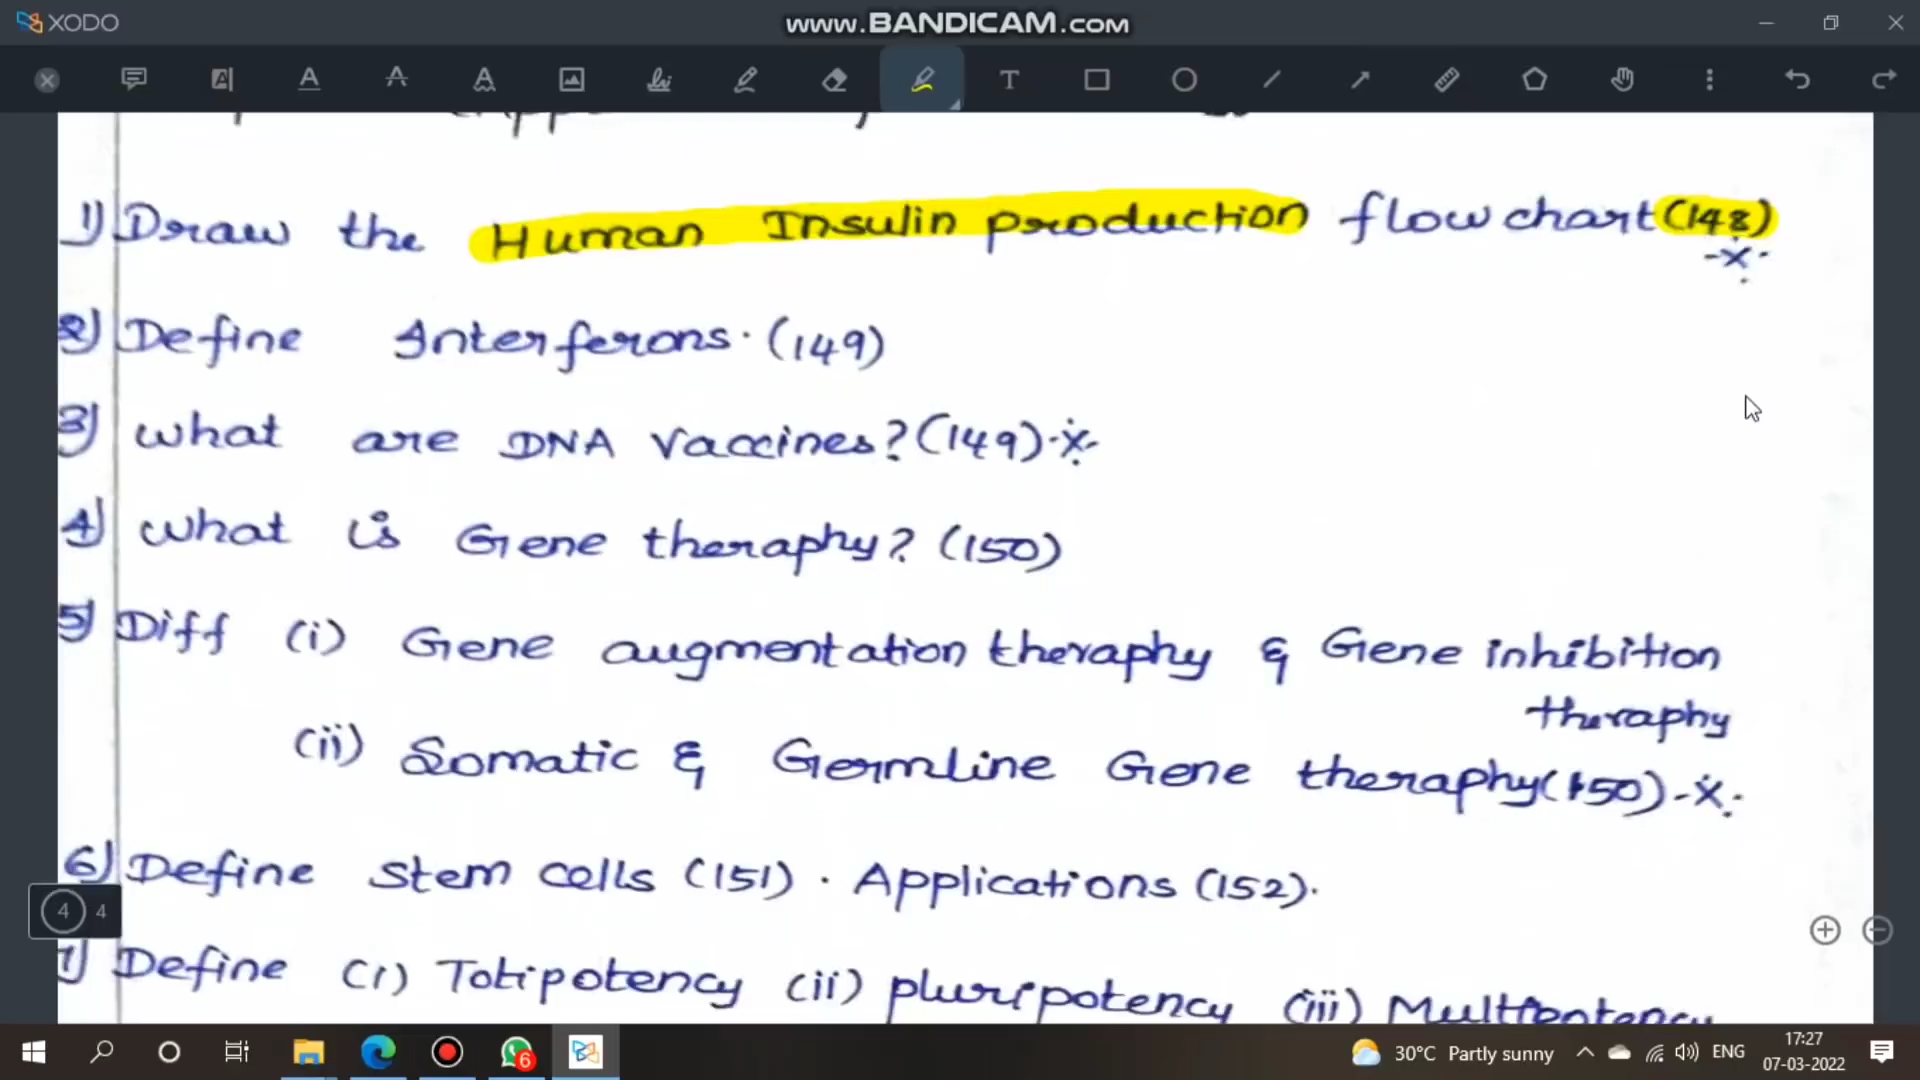 XODO
www.BANDICAM.com
1) Draw the Human Insulin production flow chart (148)
2) Define Interferons. (149)
3) What are DNA Vaccines? (149)
4) What is Gene theraphy? (150)
5) Diff (i) Gene augmentation theraphy & Gene inhibition
theraphy
(ii) Somatic & Germline Gene theraphy (150)
6) Define stem cells (151). Applications (152).
4 4
7) Define (i) Totipotency (ii) pluripotency (iii) Multipotency
6
30°C Partly sunny
ENG
17:27
07-03-2022